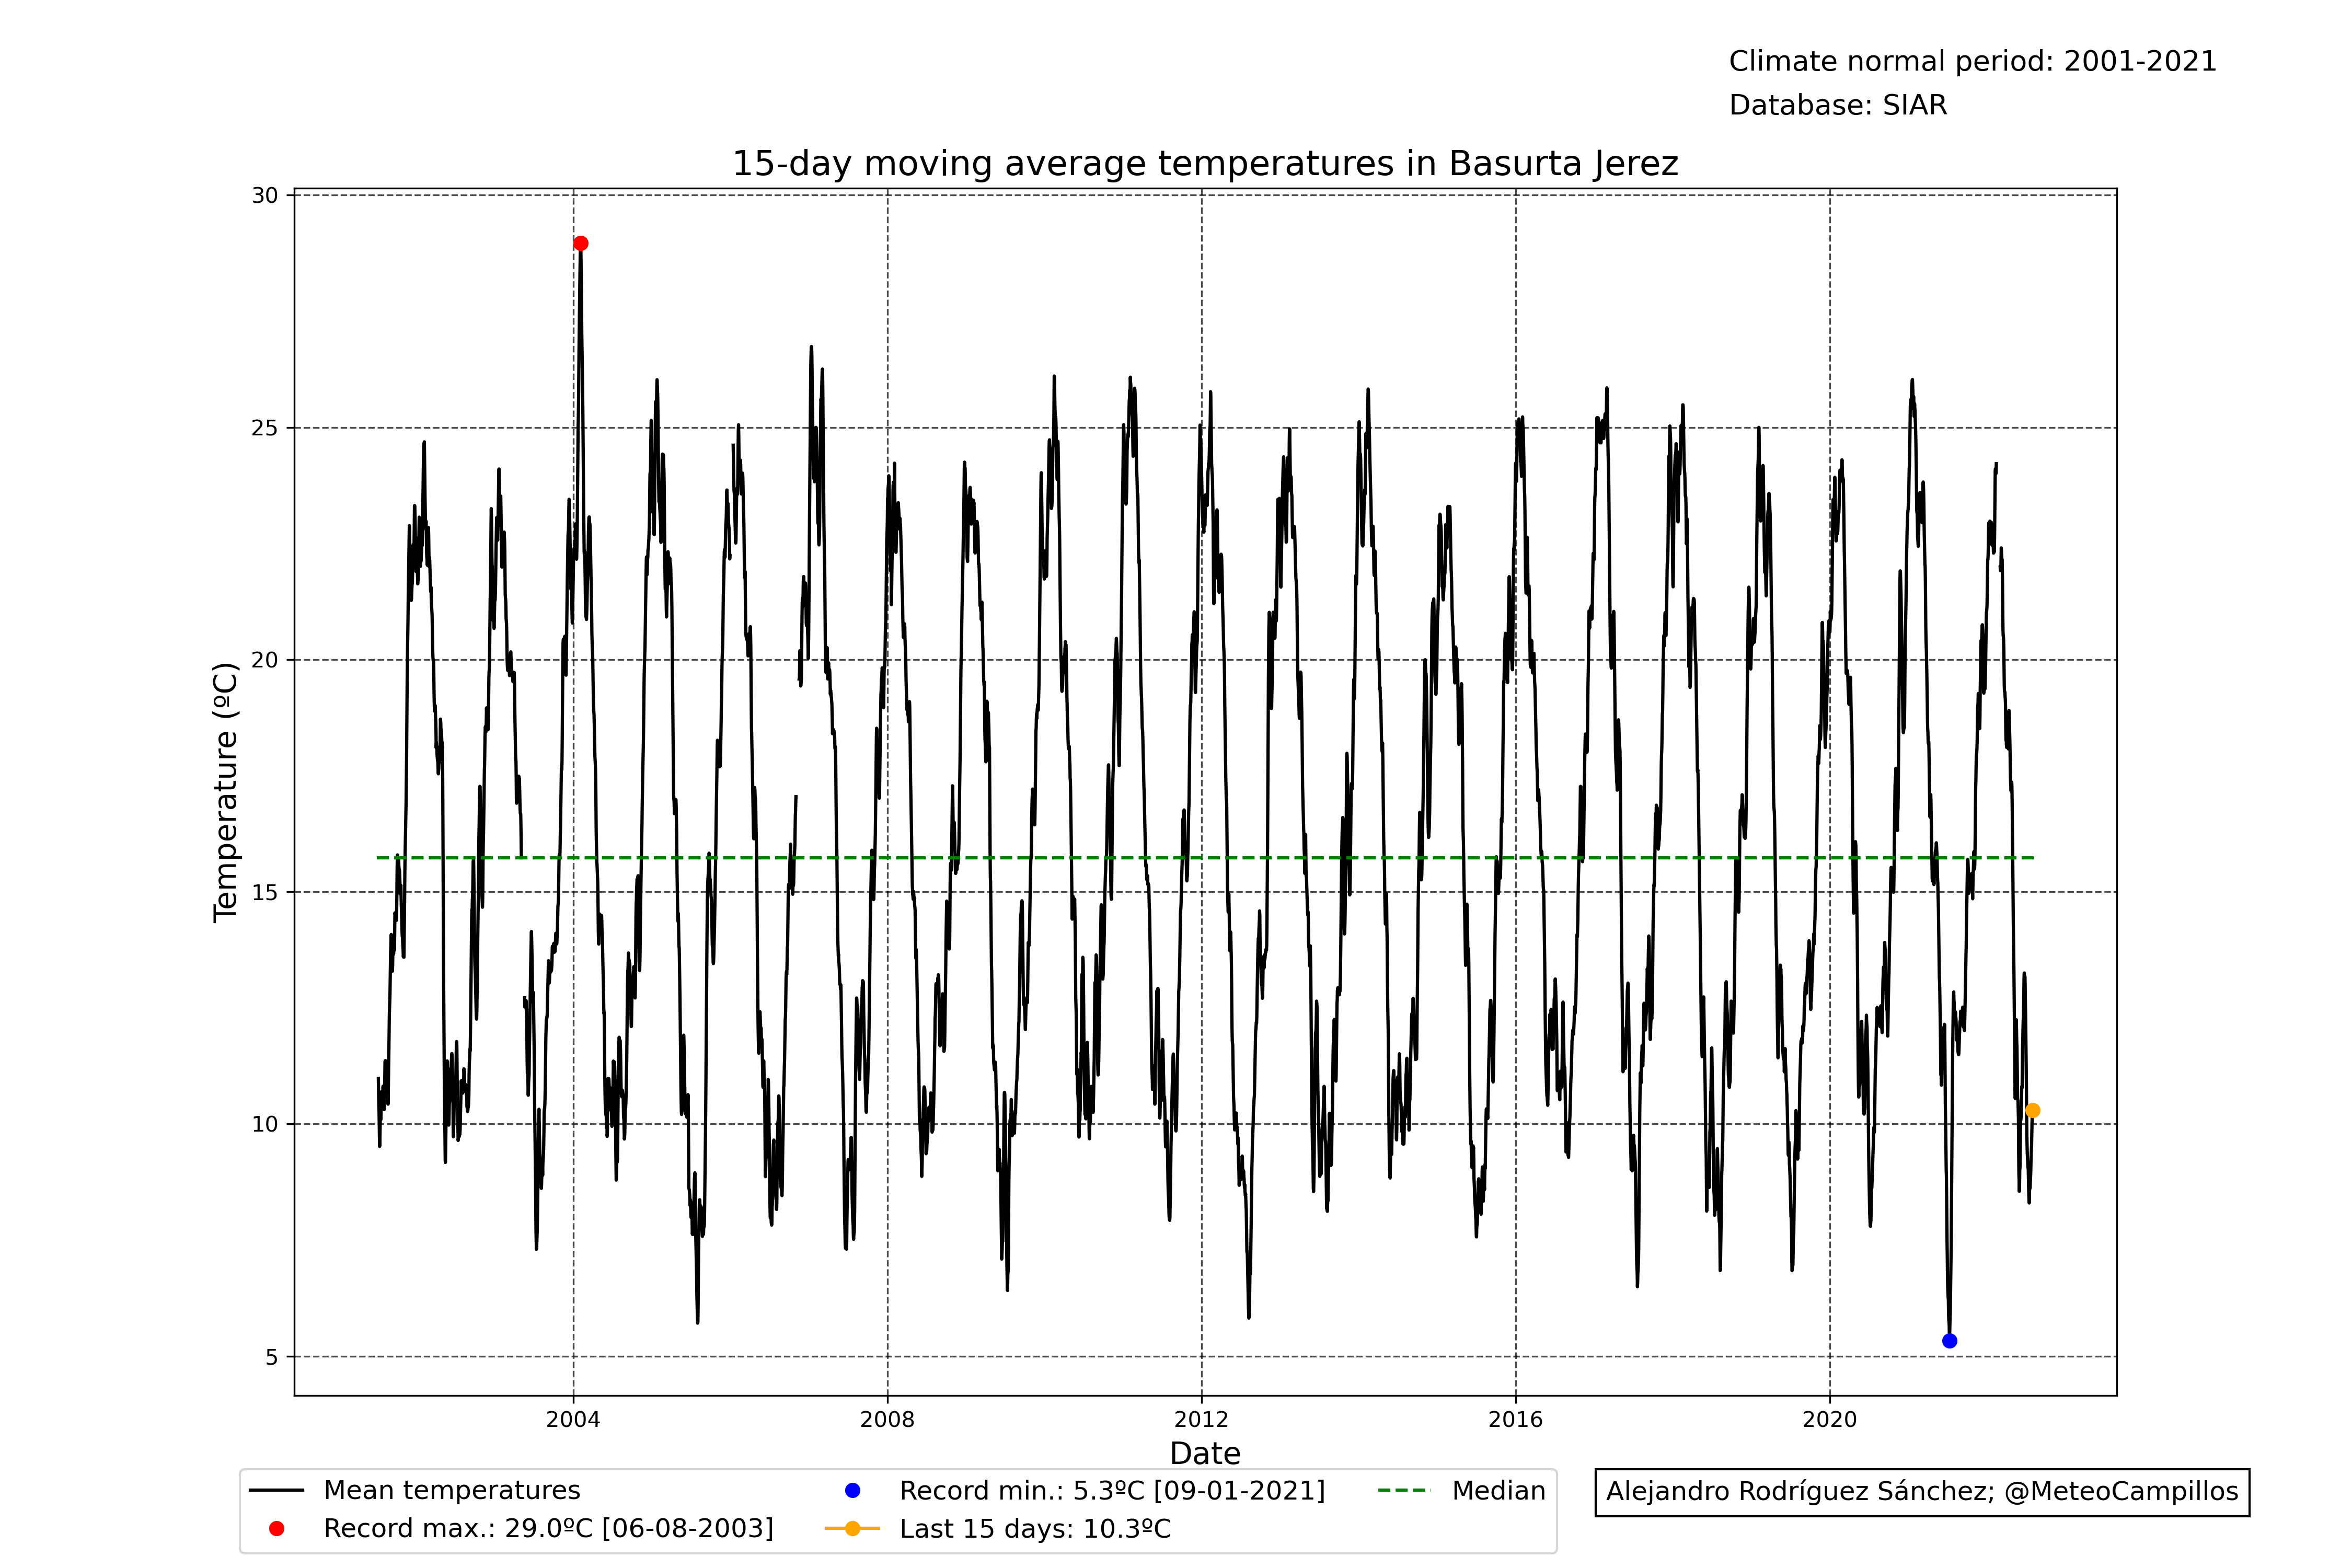 Climate normal period: 2001-2021
Database: SIAR
15-day moving average temperatures in Basurta Jerez
30
25
20
15
10
5
Temperature (ºC)
2004 2008 2012 2016 2020
Date
Mean temperatures
Record max.: 29.0ºC [06-08-2003]
Record min.: 5.3ºC [09-01-2021]
Last 15 days: 10.3ºC
Median
Alejandro Rodríguez Sánchez; @MeteoCampillos